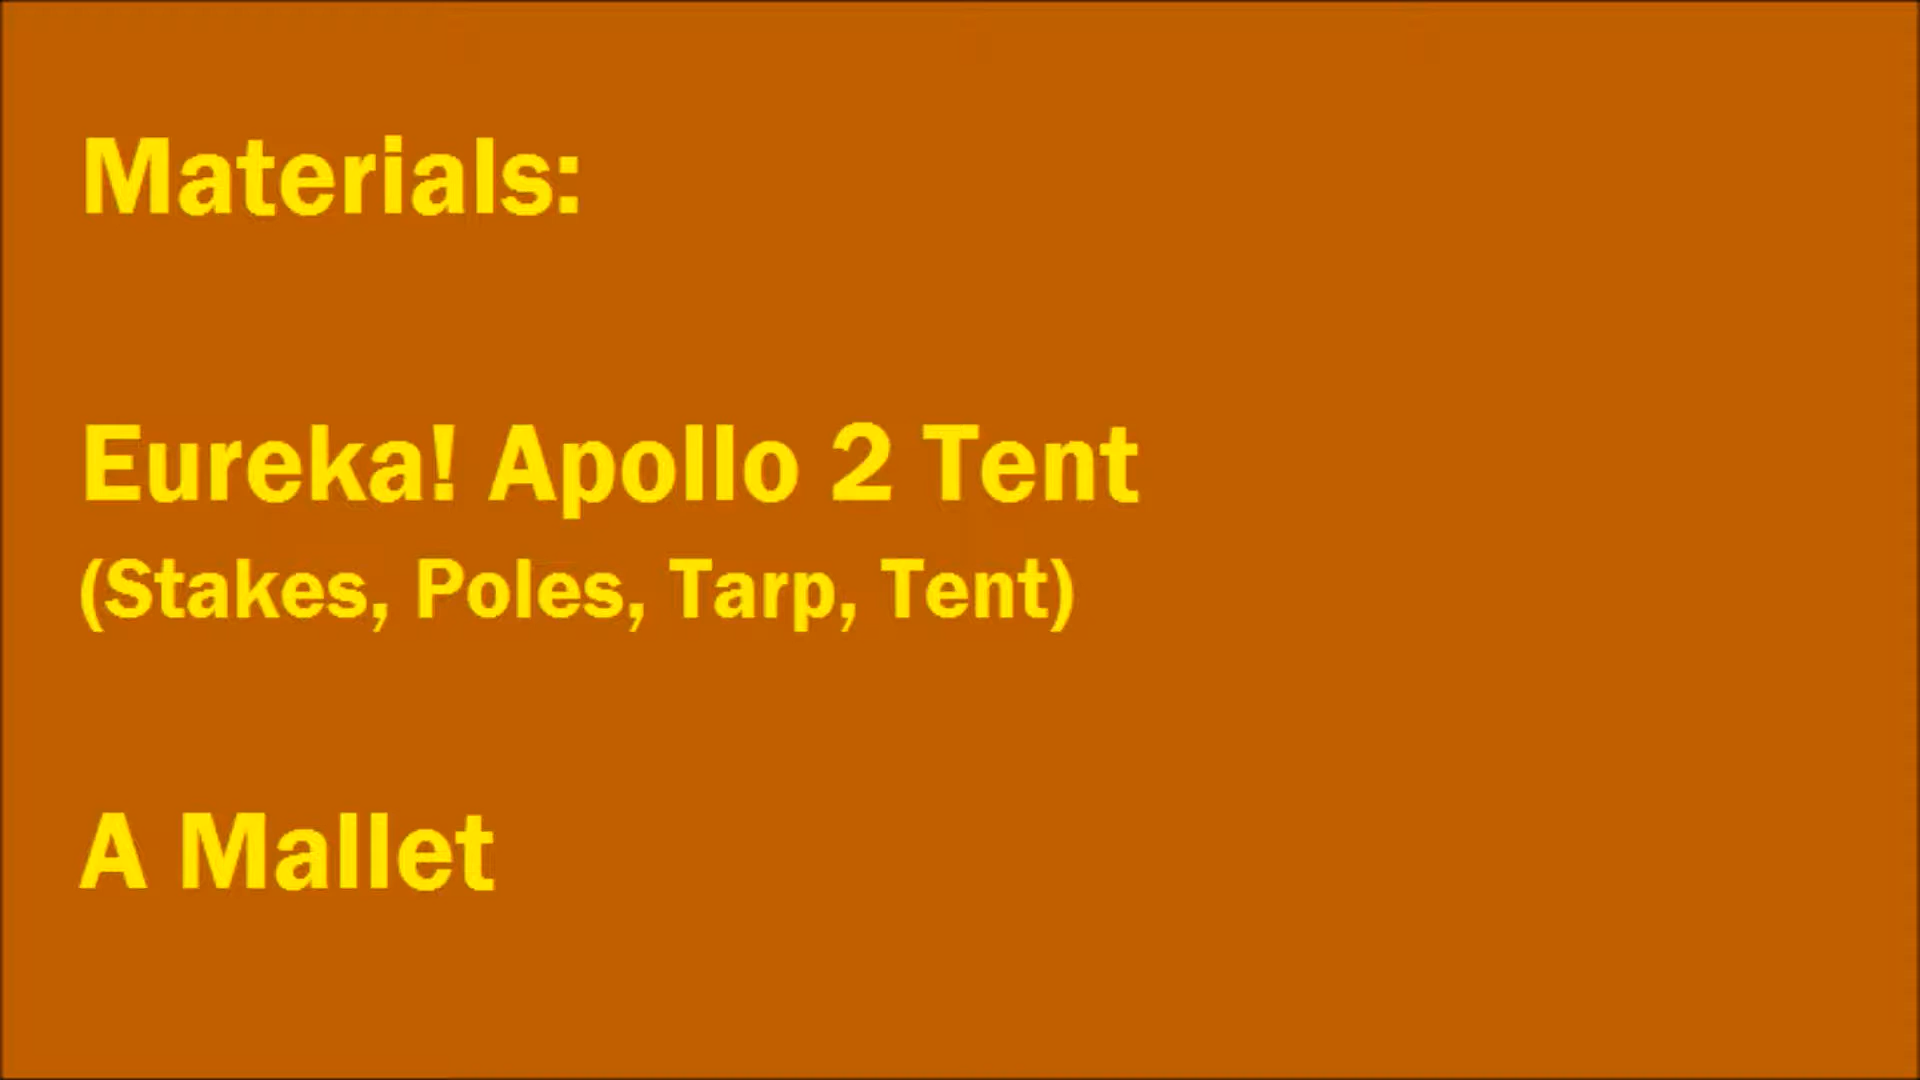 Materials:
Eureka! Apollo 2 Tent
(Stakes, Poles, Tarp, Tent)
A Mallet